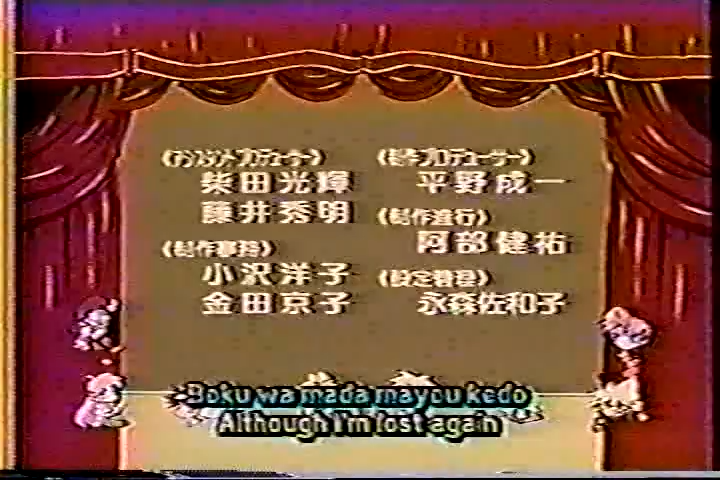 《アシスタントプロデューサー》
柴田光輝
藤井秀明
《制作事務》
小沢洋子
金田京子
《制作プロデューサー》
平野成一
《制作進行》
阿部健祐
《設定管理》
永森佐和子
Boku wa mada mayou kedo
Although I'm lost again